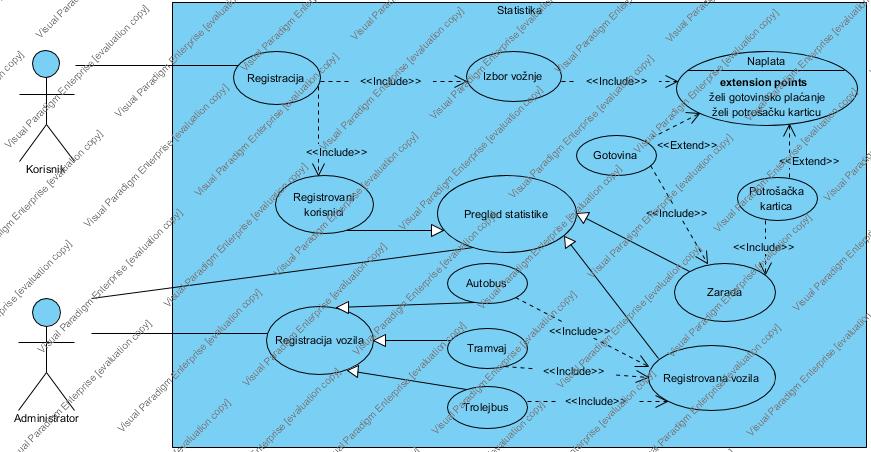 Statistika
Naplata
extension points
želi gotovinsko plaćanje
želi potrošačku karticu
Registracija
<<Include>>
Izbor vožnje
<<Include>>
Korisnik
<<Include>>
Gotovina
<<Extend>>
<<Extend>>
Registrovani
korisnici
Pregled statistike
<<Include>>
Potrošačka
kartica
<<Include>>
Autobus
Zarada
Registracija vozila
<<Include>>
Tramvaj
<<Include>>
Registrovana vozila
Trolejbus
<<Include>>
Administrator
Visual Paradigm Enterprise [evaluation copy]